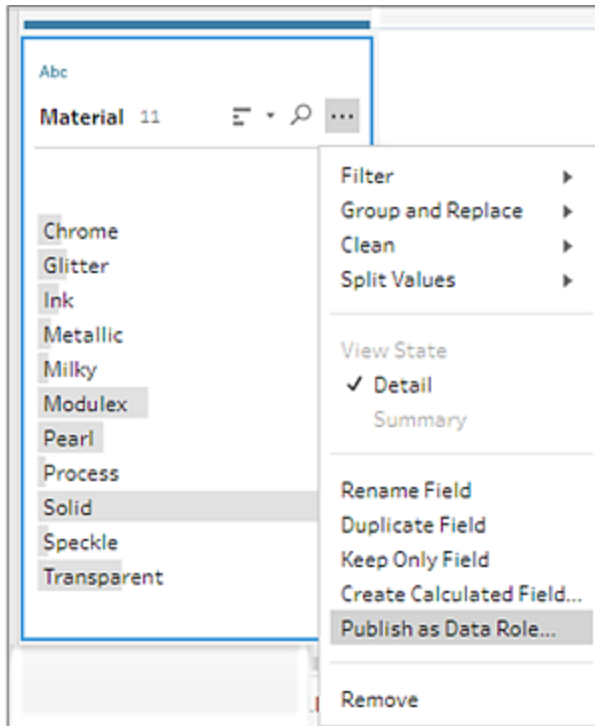 Abc
Material 11
...
Chrome
Glitter
Ink
Metallic
Milky
Modulex
Pearl
Process
Solid
Speckle
Transparent
Filter
Group and Replace
Clean
Split Values
View State
✓ Detail
Summary
Rename Field
Duplicate Field
Keep Only Field
Create Calculated Field...
Publish as Data Role...
Remove